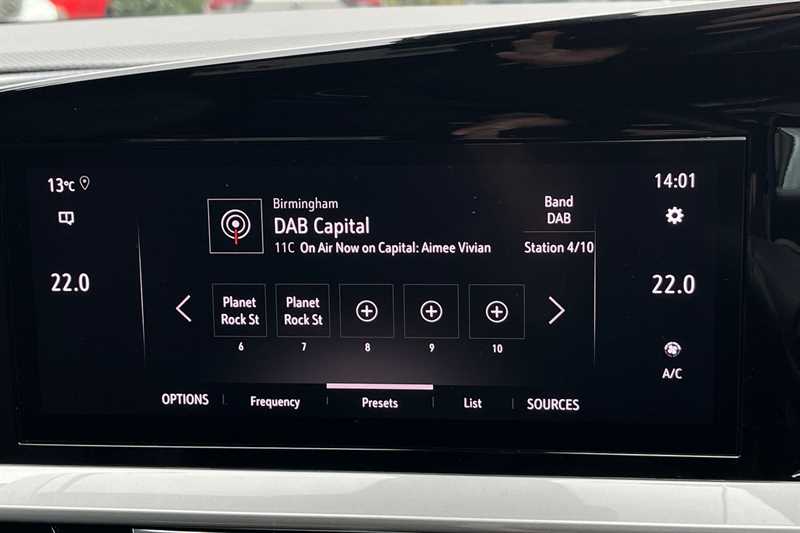 13°C
14:01
Birmingham
DAB Capital
11C On Air Now on Capital: Aimee Vivian
Band
DAB
Station 4/10
22.0
22.0
Planet
Rock St
Planet
Rock St
6
7
8
9
10
A/C
OPTIONS
Frequency
Presets
List
SOURCES